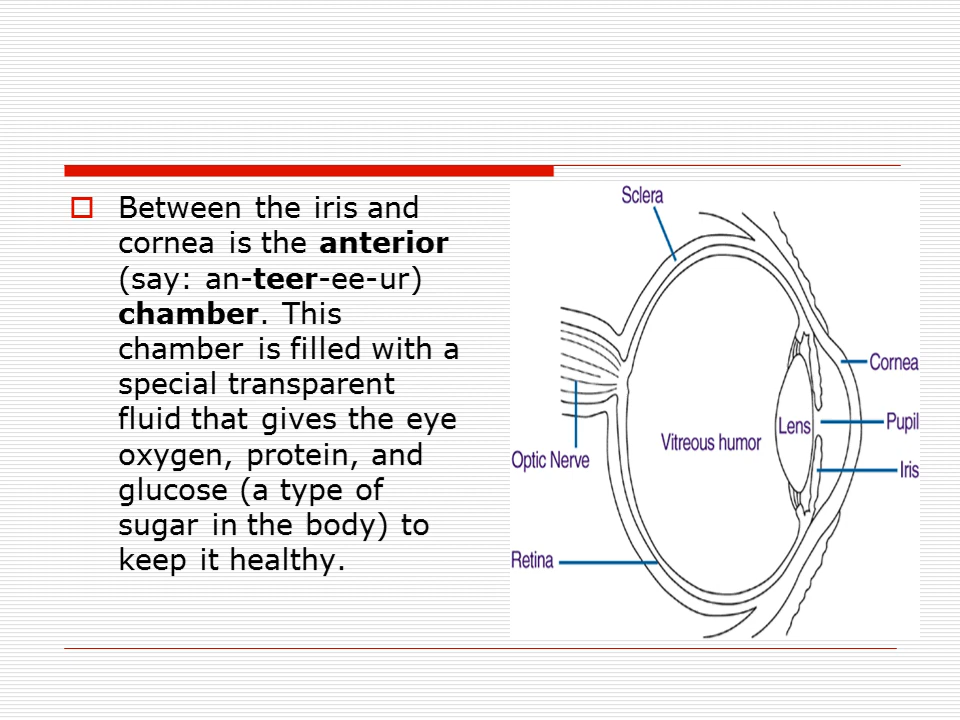 Between the iris and
cornea is the anterior
(say: an-teer-ee-ur)
chamber. This
chamber is filled with a
special transparent
fluid that gives the eye
oxygen, protein, and
glucose (a type of
sugar in the body) to
keep it healthy.
Sclera
Cornea
Pupil
Lens
Vitreous humor
Optic Nerve
Iris
Retina